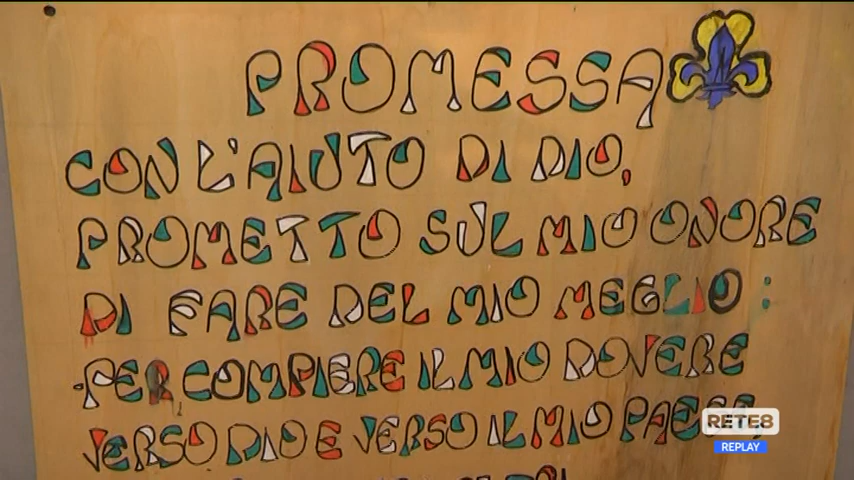 PROMESSA
CON L'AIUTO DI DIO,
PROMETTO SUL MIO ONORE
DI FARE DEL MIO MEGLIO :
-PER COMPIERE IL MIO DOVERE
VERSO DIO E VERSO IL MIO PAESE,
RETE8
REPLAY